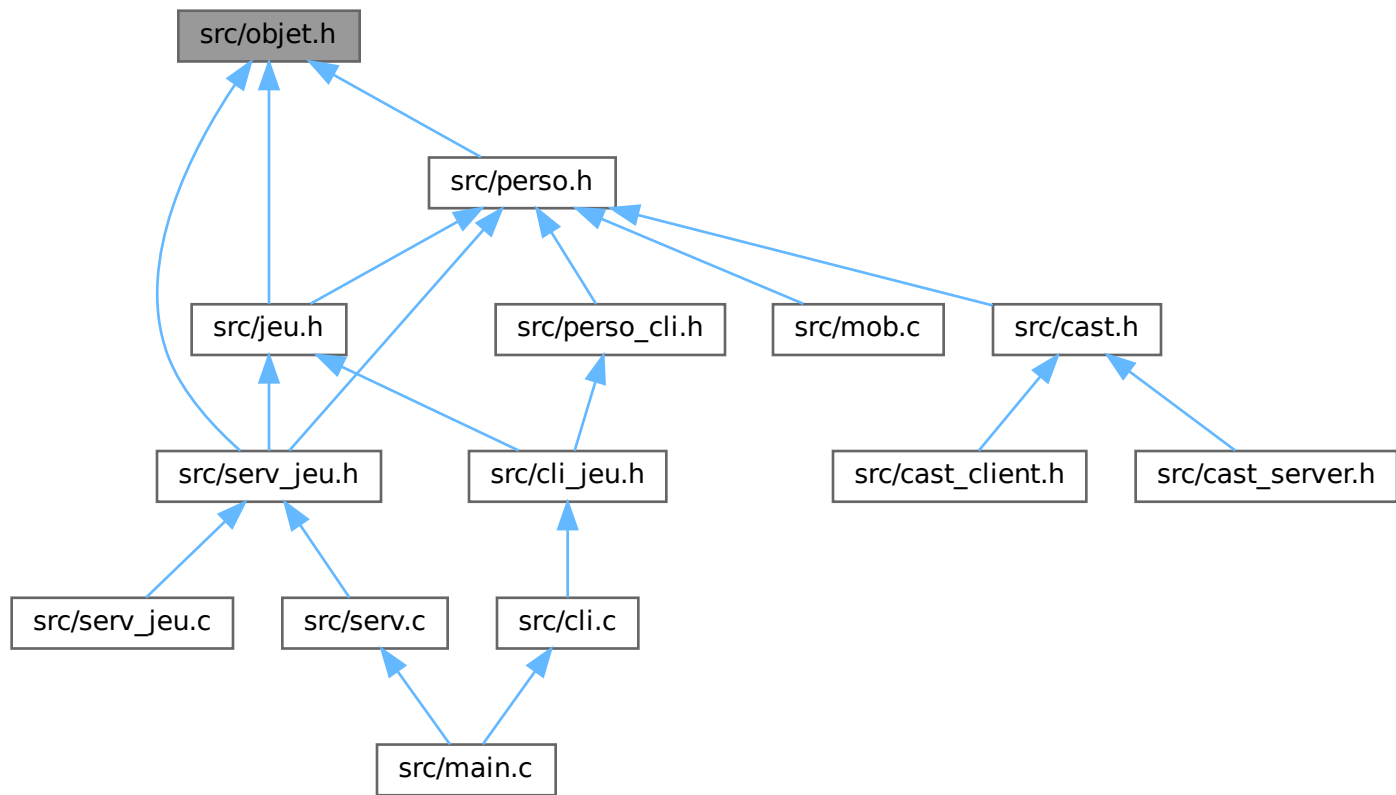 src/objet.h
src/perso.h
src/jeu.h
src/perso_cli.h
src/mob.c
src/cast.h
src/serv_jeu.h
src/cli_jeu.h
src/cast_client.h
src/cast_server.h
src/serv_jeu.c
src/serv.c
src/cli.c
src/main.c